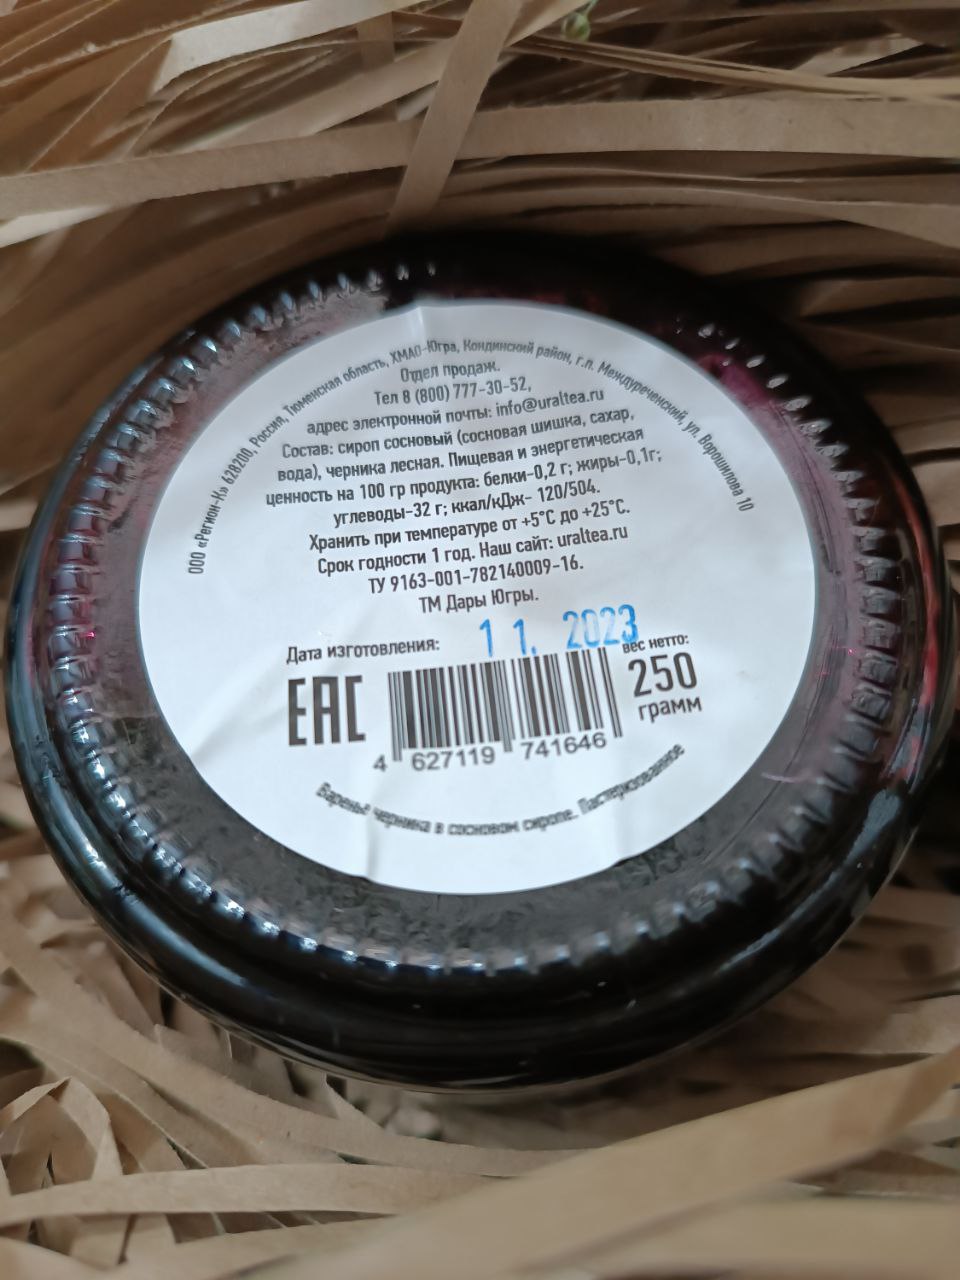 ООО «Регион-К» 628200, Россия, Тюменская область, ХМАО-Югра, Кондинский район, г.п. Междуреченский, ул. Ворошилова 10
Отдел продаж.
Тел 8 (800) 777-30-52,
адрес электронной почты: info@uraltea.ru
Состав: сироп сосновый (сосновая шишка, сахар,
вода), черника лесная. Пищевая и энергетическая
ценность на 100 гр продукта: белки-0,2 г; жиры-0,1г;
углеводы-32 г; ккал/кДж- 120/504.
Хранить при температуре от +5°С до +25°С.
Срок годности 1 год. Наш сайт: uraltea.ru
ТУ 9163-001-782140009-16.
ТМ Дары Югры.
Дата изготовления: 1 1. 2023
EAC
вес нетто:
250
грамм
4 627119 741646
Варенье черника в сосновом сиропе. Пастеризованное